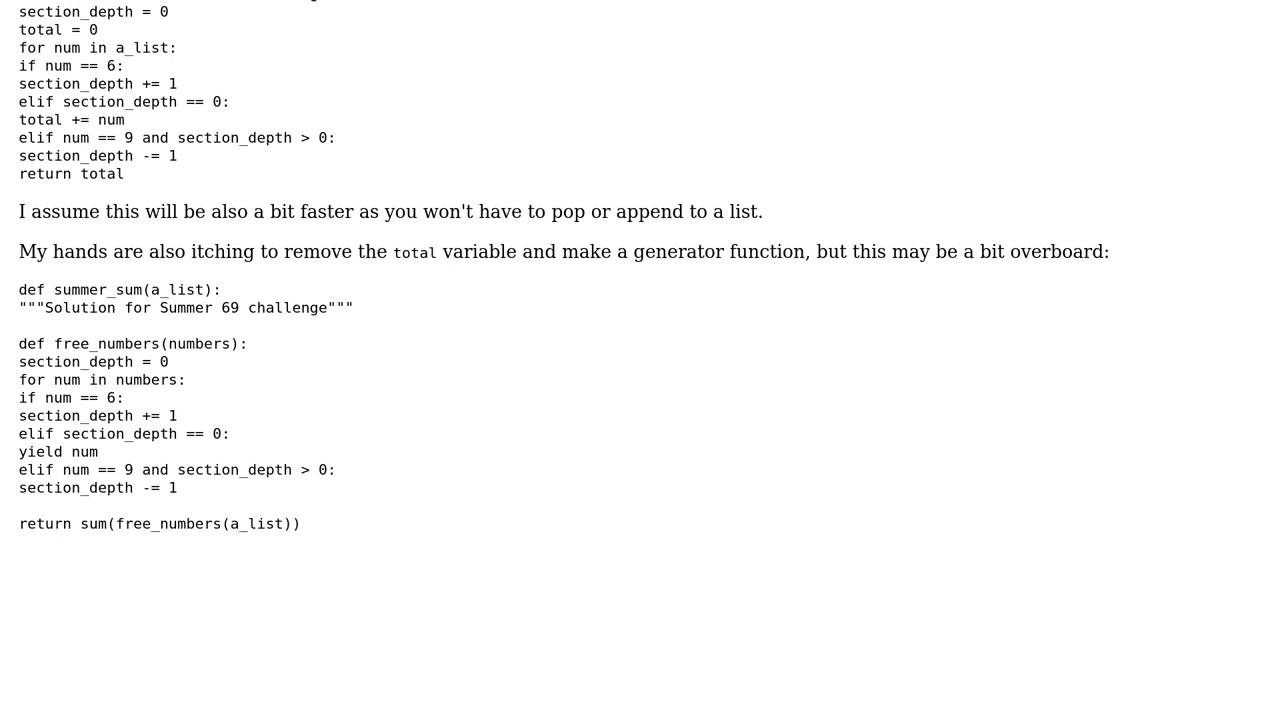 section_depth = 0
total = 0
for num in a_list:
if num == 6:
section_depth += 1
elif section_depth == 0:
total += num
elif num == 9 and section_depth > 0:
section_depth -= 1
return total
I assume this will be also a bit faster as you won't have to pop or append to a list.
My hands are also itching to remove the total variable and make a generator function, but this may be a bit overboard:
def summer_sum(a_list):
"""Solution for Summer 69 challenge"""
def free_numbers(numbers):
section_depth = 0
for num in numbers:
if num == 6:
section_depth += 1
elif section_depth == 0:
yield num
elif num == 9 and section_depth > 0:
section_depth -= 1
return sum(free_numbers(a_list))